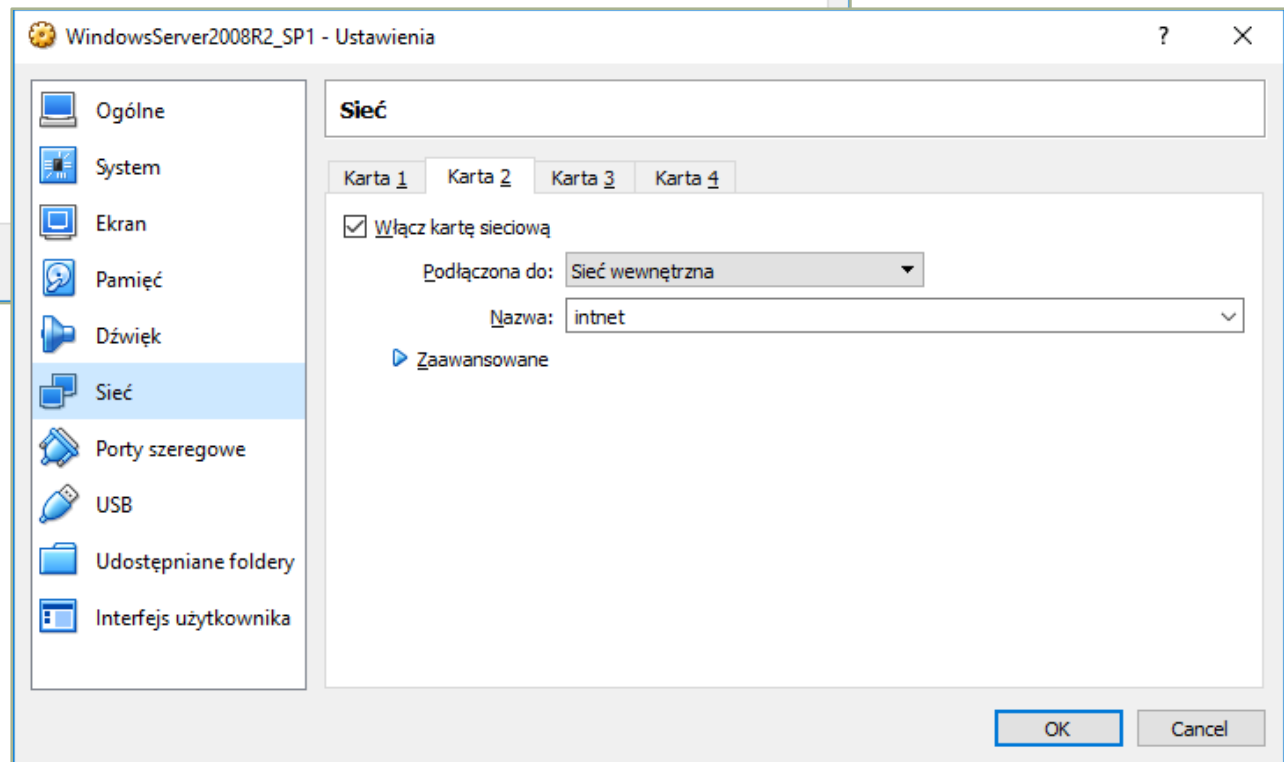 WindowsServer2008R2_SP1 - Ustawienia
?
Ogólne
System
Ekran
Pamięć
Dźwięk
Sieć
Porty szeregowe
USB
Udostępniane foldery
Interfejs użytkownika
Sieć
Karta 1 Karta 2 Karta 3 Karta 4
Włącz kartę sieciową
Podłączona do: Sieć wewnętrzna
Nazwa: intnet
Zaawansowane
OK Cancel